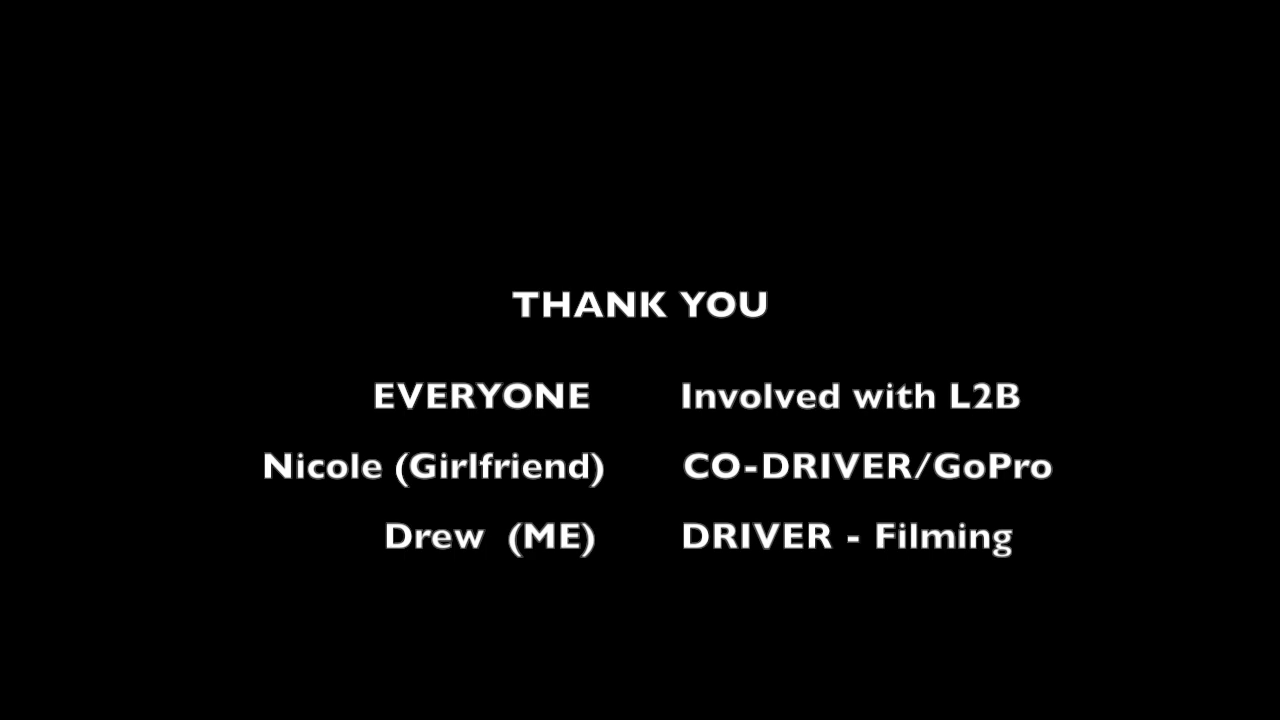 THANK YOU
EVERYONE Involved with L2B
Nicole (Girlfriend) CO-DRIVER/GoPro
Drew (ME) DRIVER - Filming